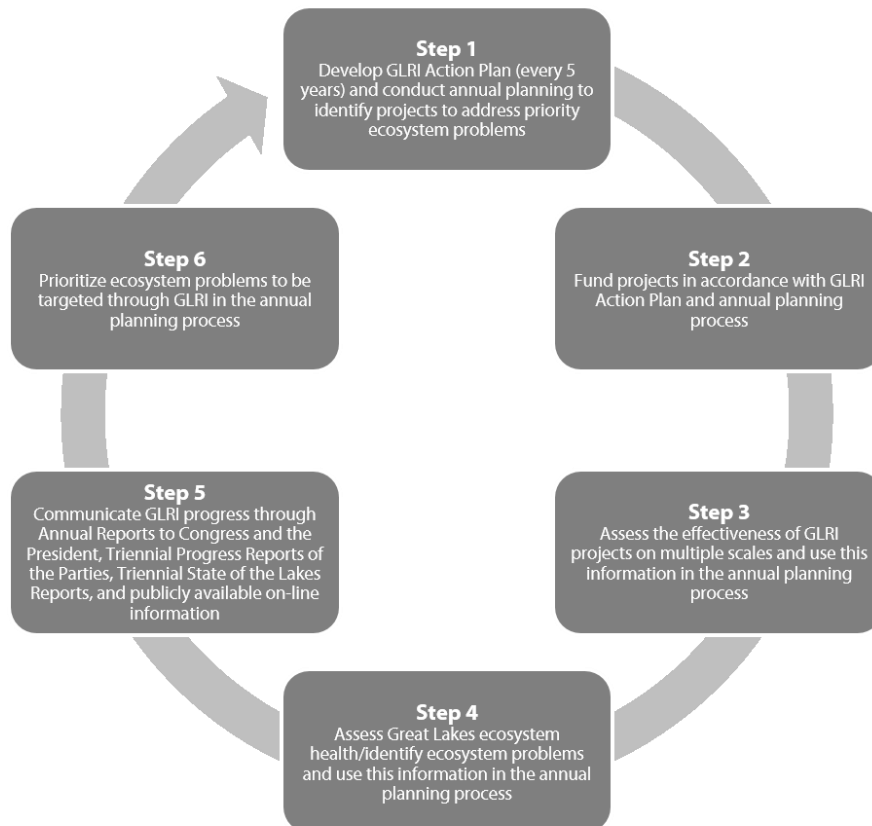 Step 1
Develop GLRI Action Plan (every 5
years) and conduct annual planning to
identify projects to address priority
ecosystem problems
Step 2
Fund projects in accordance with GLRI
Action Plan and annual planning
process
Step 3
Assess the effectiveness of GLRI
projects on multiple scales and use this
information in the annual planning
process
Step 4
Assess Great Lakes ecosystem
health/identify ecosystem problems
and use this information in the annual
planning process
Step 5
Communicate GLRI progress through
Annual Reports to Congress and the
President, Triennial Progress Reports of
the Parties, Triennial State of the Lakes
Reports, and publicly available on-line
information
Step 6
Prioritize ecosystem problems to be
targeted through GLRI in the annual
planning process